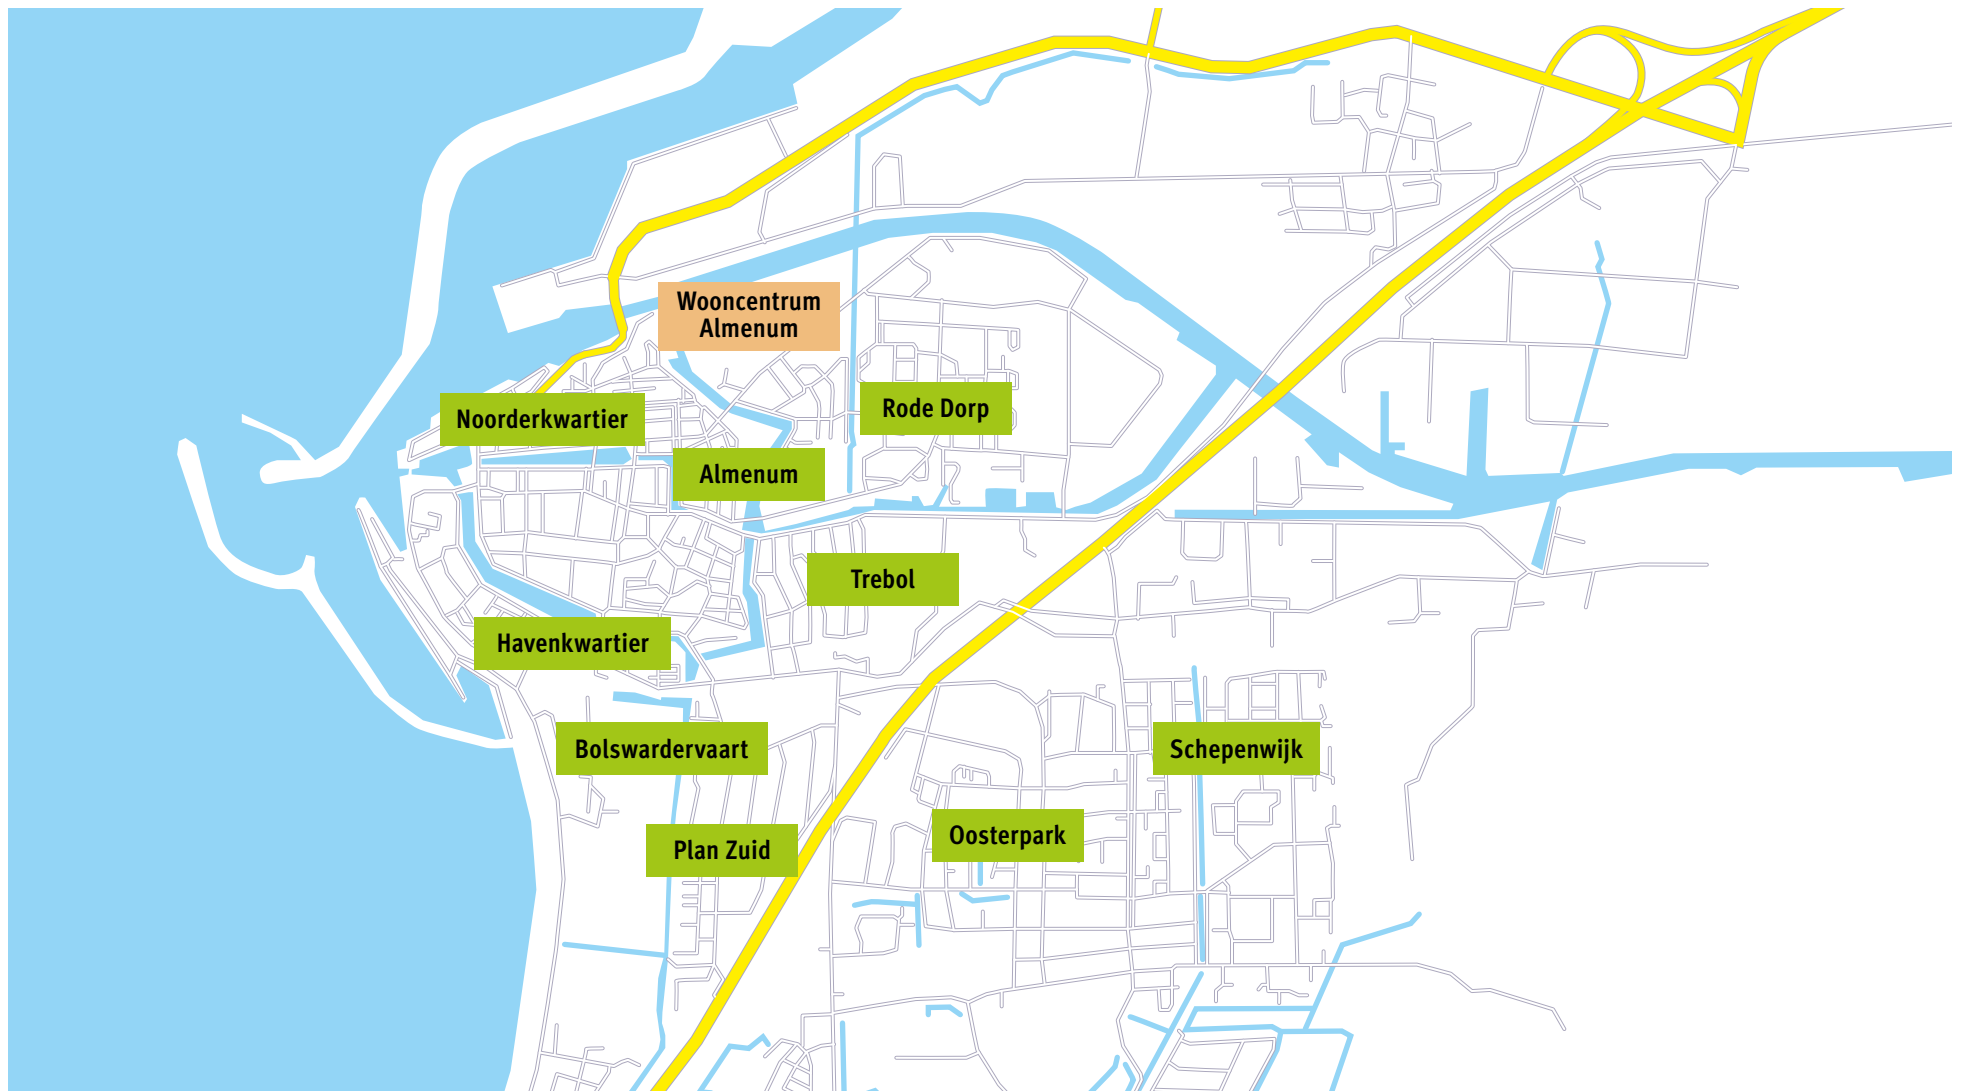 Wooncentrum
Almenum
Noorderkwartier
Rode Dorp
Almenum
Trebol
Havenkwartier
Bolswardervaart
Schepenwijk
Plan Zuid
Oosterpark